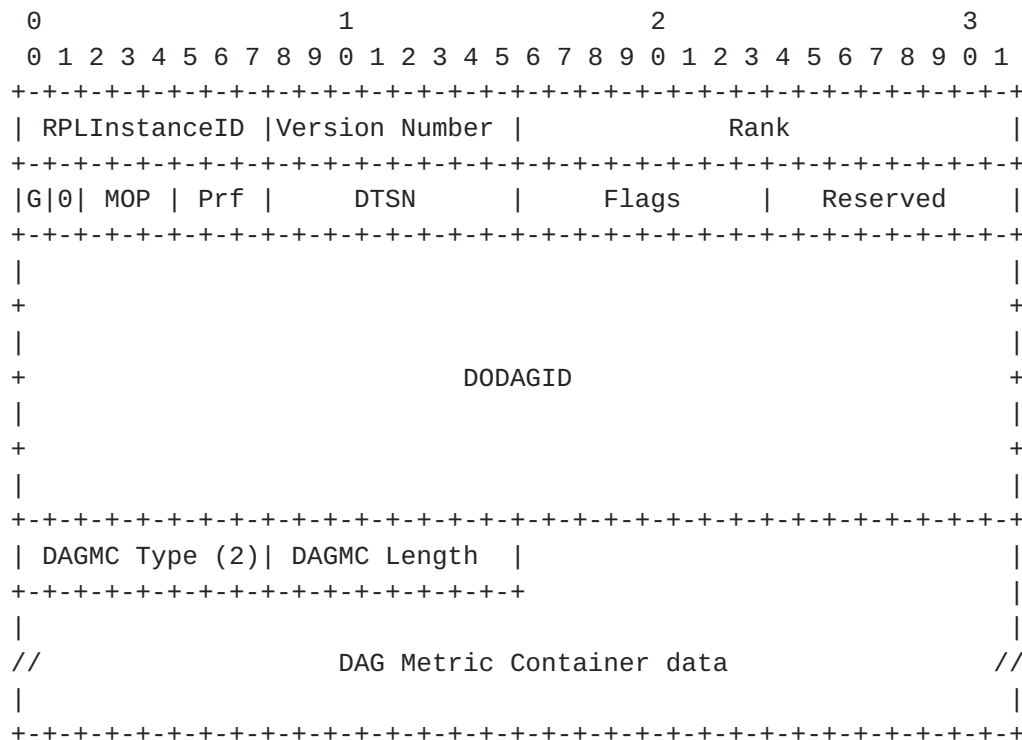 0                   1                   2                   3
 0 1 2 3 4 5 6 7 8 9 0 1 2 3 4 5 6 7 8 9 0 1 2 3 4 5 6 7 8 9 0 1
+-+-+-+-+-+-+-+-+-+-+-+-+-+-+-+-+-+-+-+-+-+-+-+-+-+-+-+-+-+-+-+-+
| RPLInstanceID |Version Number |             Rank              |
+-+-+-+-+-+-+-+-+-+-+-+-+-+-+-+-+-+-+-+-+-+-+-+-+-+-+-+-+-+-+-+-+
|G|0| MOP | Prf |     DTSN      |     Flags     |   Reserved    |
+-+-+-+-+-+-+-+-+-+-+-+-+-+-+-+-+-+-+-+-+-+-+-+-+-+-+-+-+-+-+-+-+
|                                                               |
+                                                               +
|                                                               |
+                            DODAGID                            +
|                                                               |
+                                                               +
|                                                               |
+-+-+-+-+-+-+-+-+-+-+-+-+-+-+-+-+-+-+-+-+-+-+-+-+-+-+-+-+-+-+-+-+
| DAGMC Type (2)| DAGMC Length  |                               |
+-+-+-+-+-+-+-+-+-+-+-+-+-+-+-+-+                               |
|                                                               |
//                   DAG Metric Container data                 //
|                                                               |
+-+-+-+-+-+-+-+-+-+-+-+-+-+-+-+-+-+-+-+-+-+-+-+-+-+-+-+-+-+-+-+-+